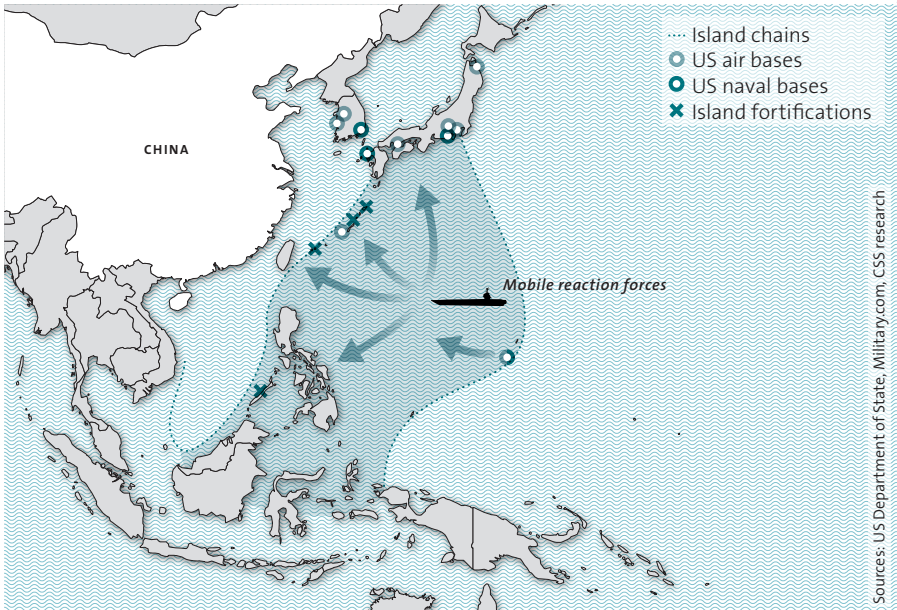 Island chains
US air bases
US naval bases
Island fortifications
CHINA
Mobile reaction forces
Sources: US Department of State, Military.com, CSS research